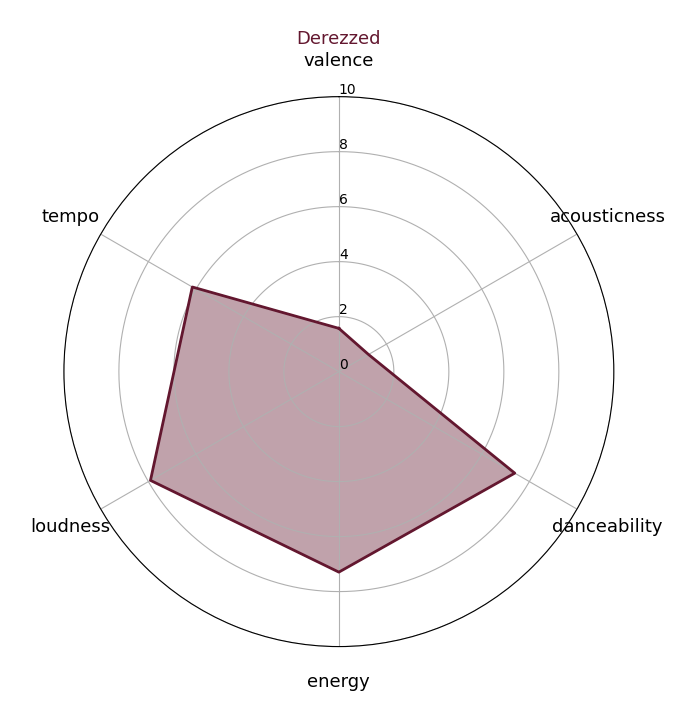 Derezzed
valence
10
8
6
4
2
0
tempo
acousticness
loudness
danceability
energy